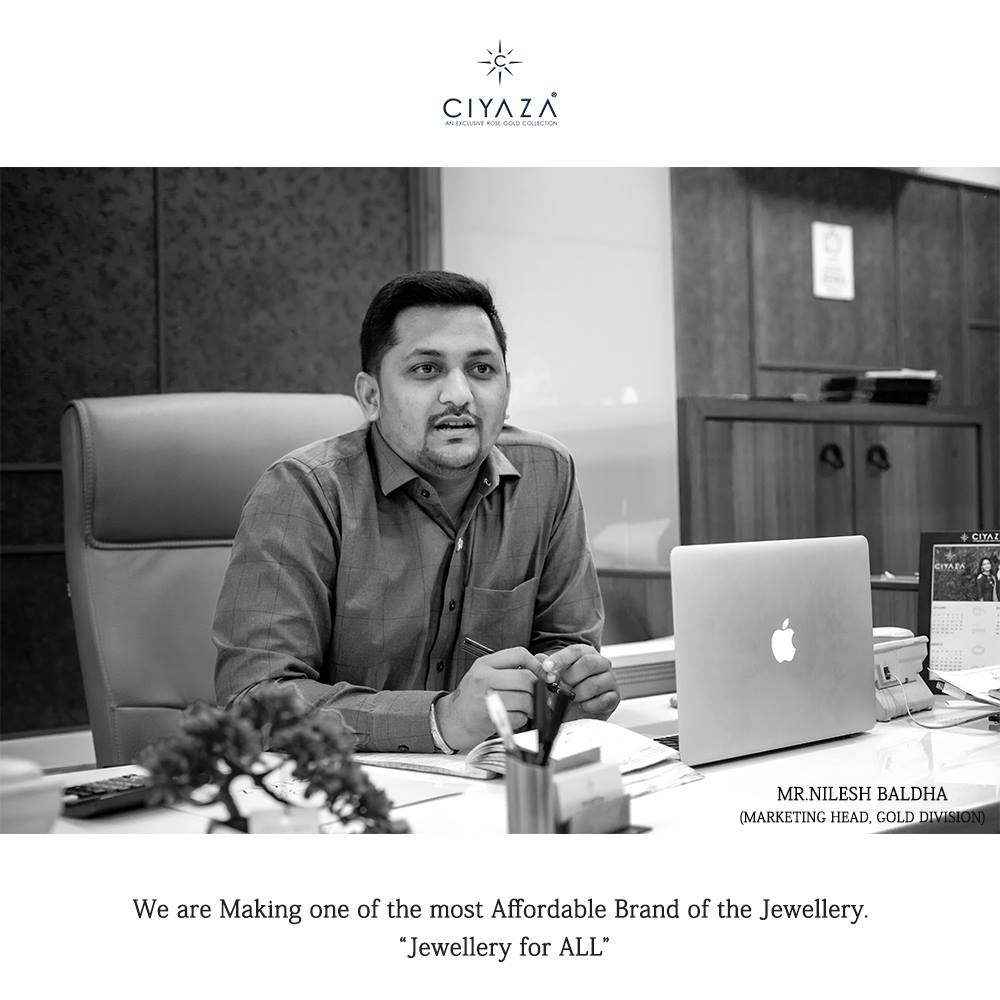 C
CIYAZA®
AN EXCLUSIVE ROSE GOLD COLLECTION
CIYAZ
CIYAZA
MR.NILESH BALDHA
(MARKETING HEAD, GOLD DIVISION)
We are Making one of the most Affordable Brand of the Jewellery.
“Jewellery for ALL”